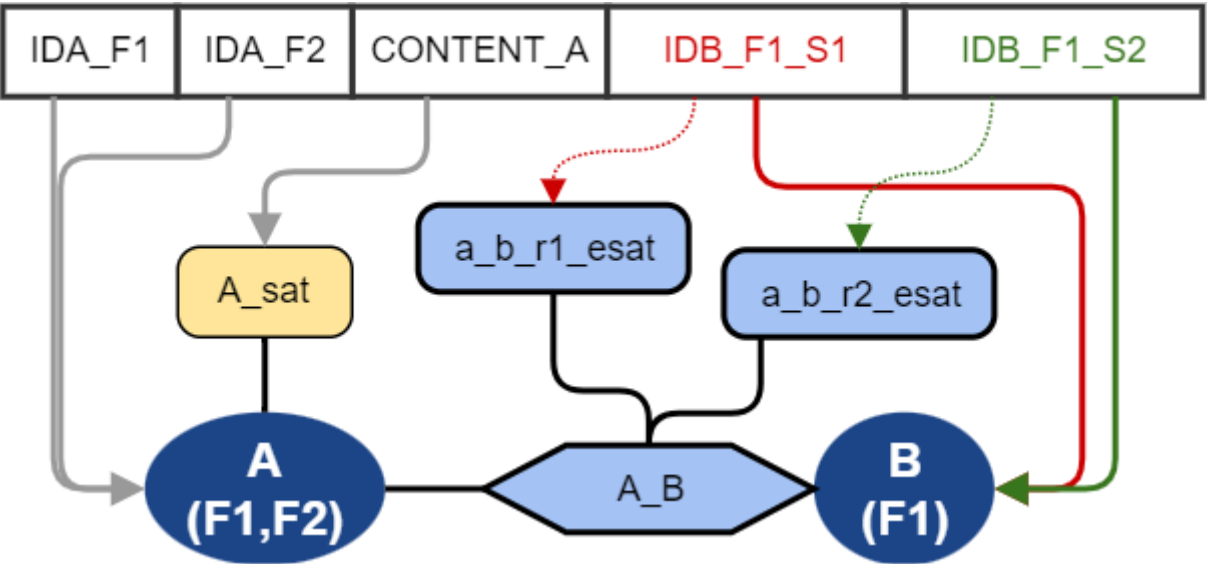 IDA_F1 IDA_F2 CONTENT_A IDB_F1_S1 IDB_F1_S2
a_b_r1_esat
A_sat
a_b_r2_esat
A
(F1,F2)
A_B
B
(F1)